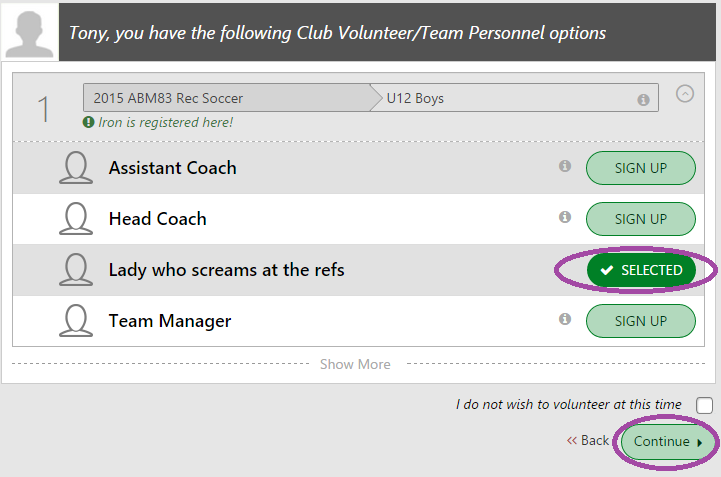 Tony, you have the following Club Volunteer/Team Personnel options
1
2015 ABM83 Rec Soccer
U12 Boys
Iron is registered here!
Assistant Coach
SIGN UP
Head Coach
SIGN UP
Lady who screams at the refs
SELECTED
Team Manager
SIGN UP
Show More
I do not wish to volunteer at this time
<< Back
Continue